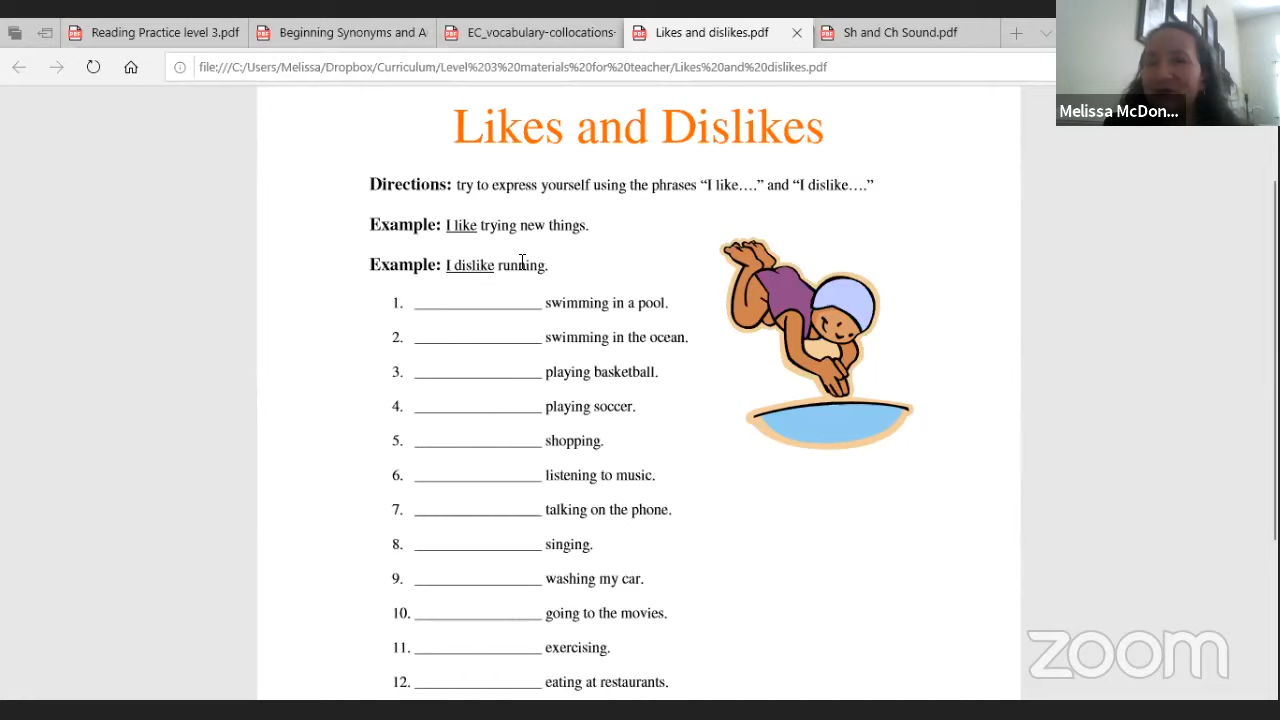 Reading Practice level 3.pdf
Beginning Synonyms and A
EC_vocabulary-collocations-
Likes and dislikes.pdf
Sh and Ch Sound.pdf
file:///C:/Users/Melissa/Dropbox/Curriculum/Level%203%20materials%20for%20teacher/Likes%20and%20dislikes.pdf
Melissa McDon...
Likes and Dislikes
Directions: try to express yourself using the phrases “I like….” and “I dislike….”
Example: I like trying new things.
Example: I dislike running.
1. ________________ swimming in a pool.
2. ________________ swimming in the ocean.
3. ________________ playing basketball.
4. ________________ playing soccer.
5. ________________ shopping.
6. ________________ listening to music.
7. ________________ talking on the phone.
8. ________________ singing.
9. ________________ washing my car.
10. ________________ going to the movies.
11. ________________ exercising.
12. ________________ eating at restaurants.
zoom